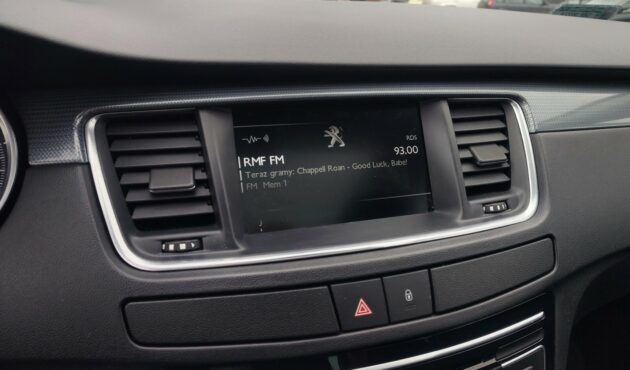 RDS
RMF FM 93.00
Teraz gramy: Chappell Roan - Good Luck, Babe!
FM Mem 1